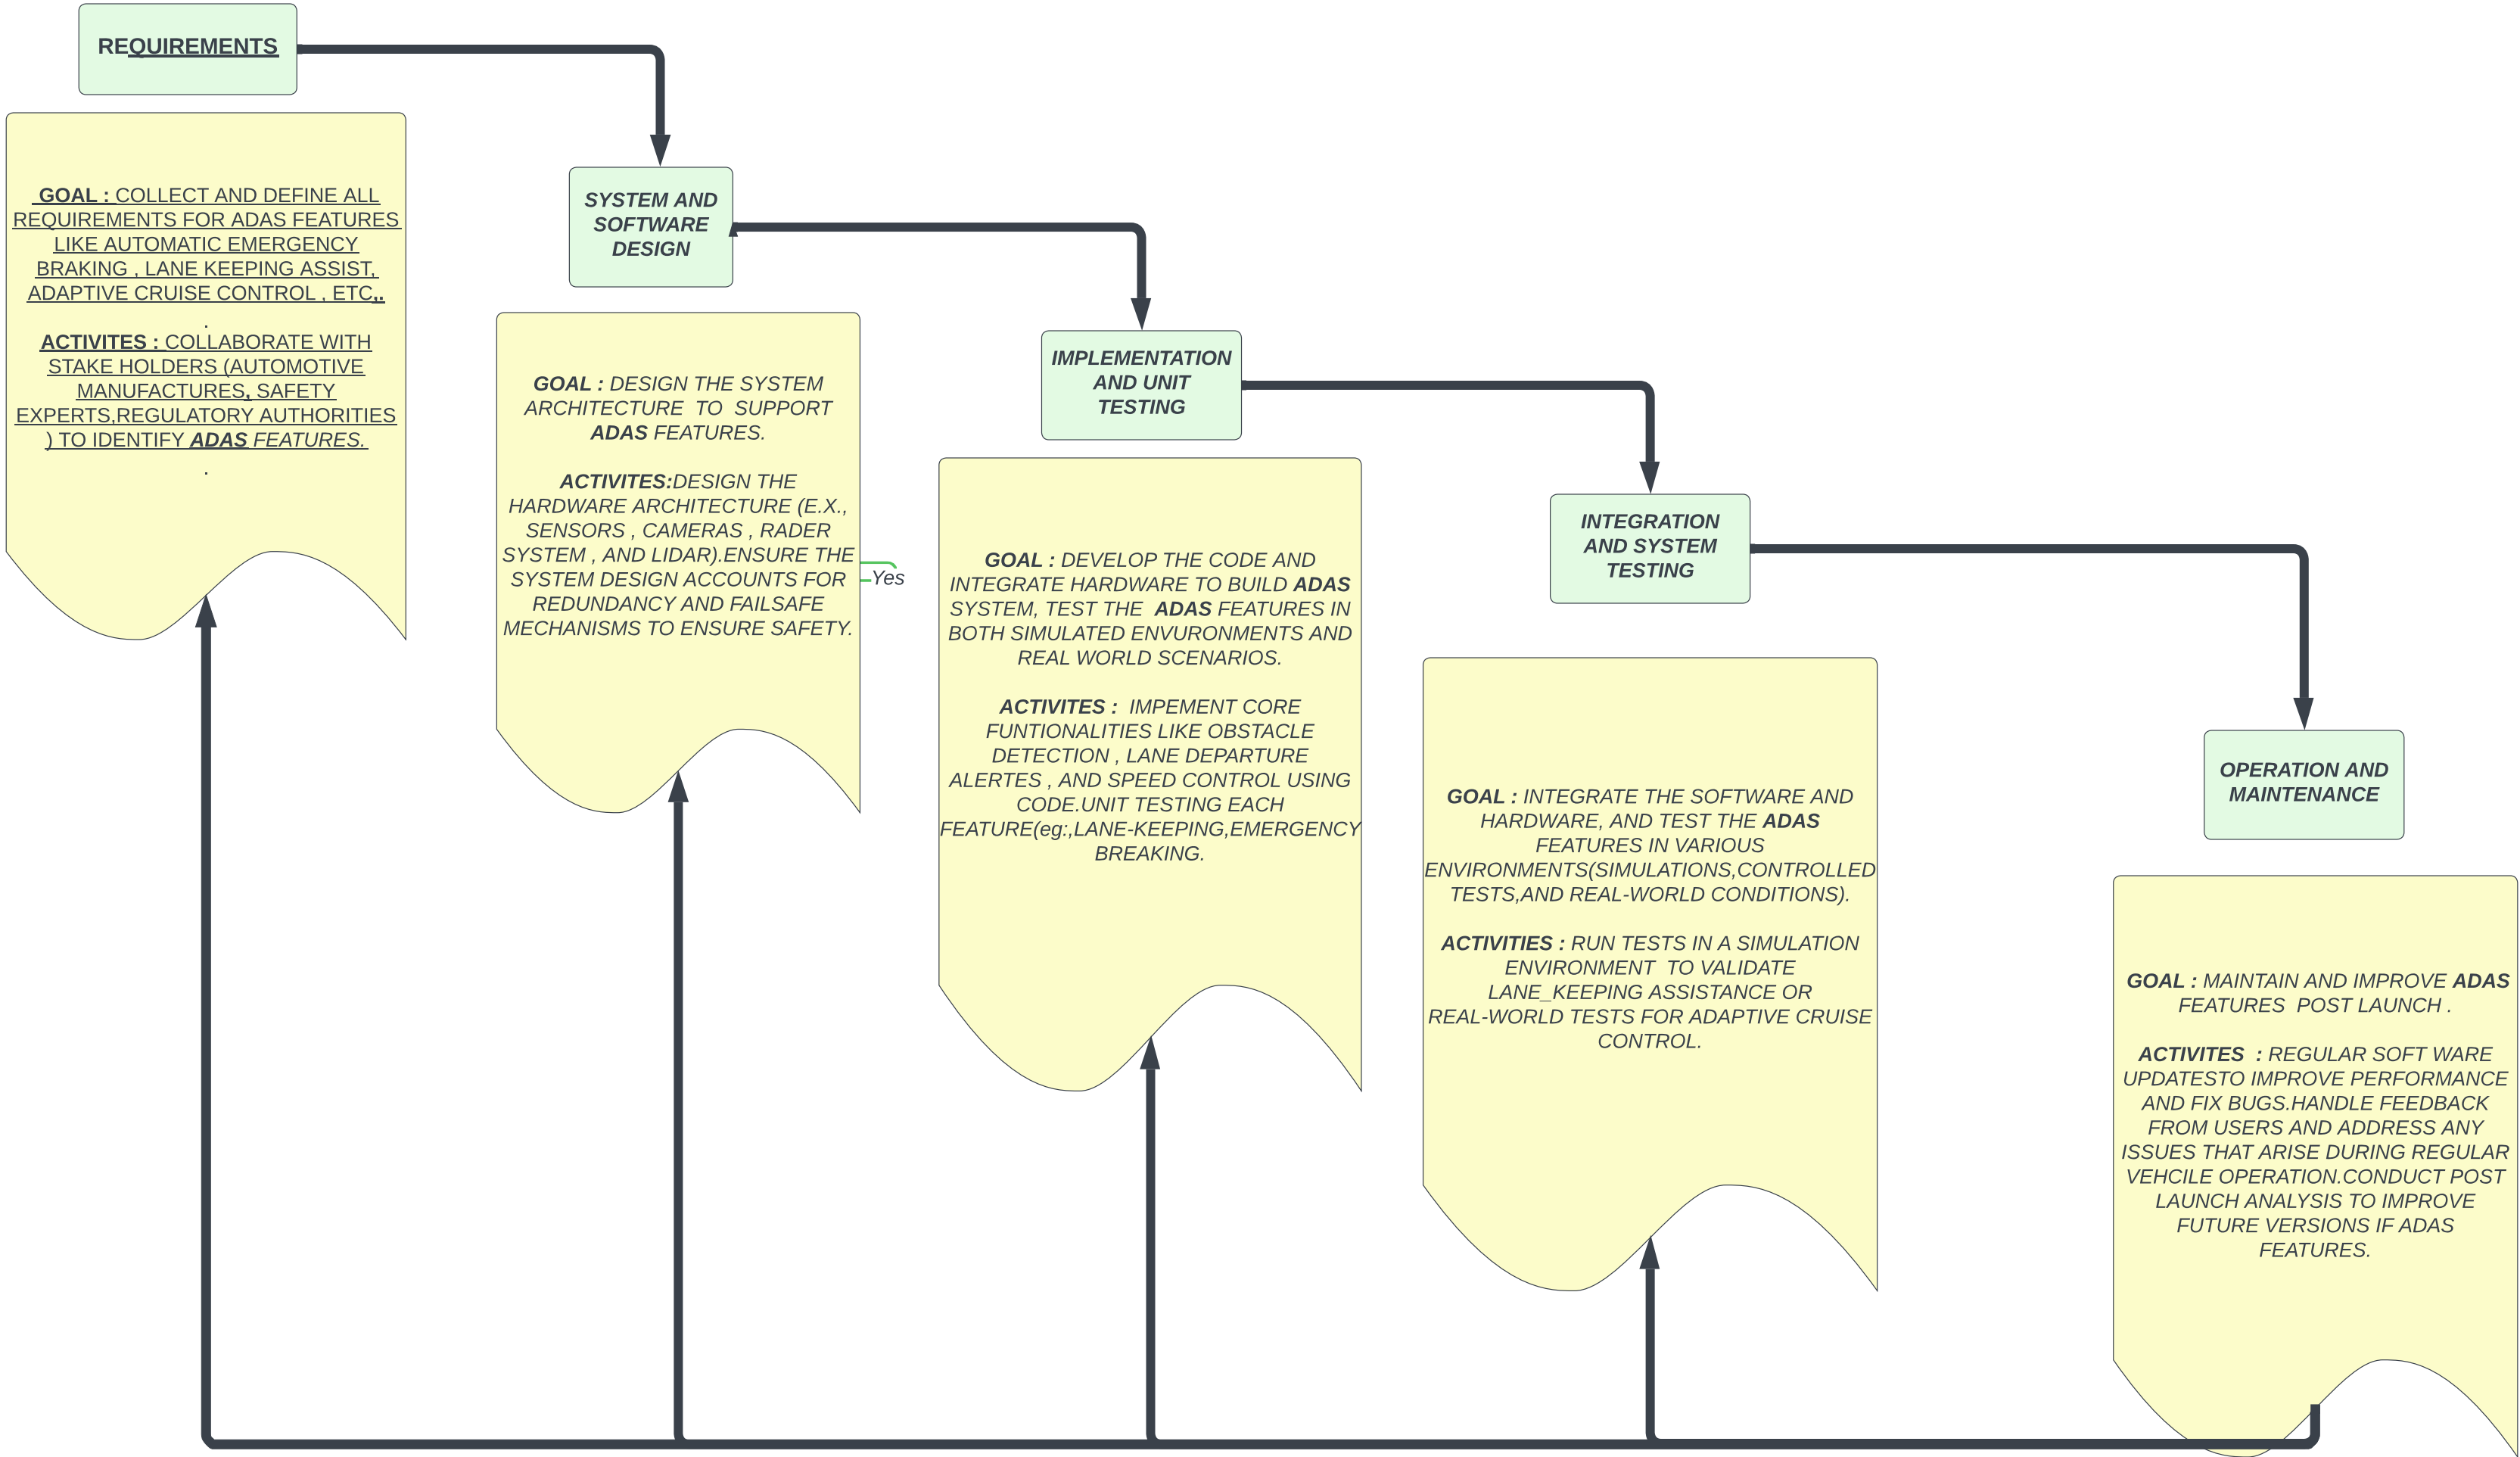 REQUIREMENTS
GOAL : COLLECT AND DEFINE ALL
REQUIREMENTS FOR ADAS FEATURES
LIKE AUTOMATIC EMERGENCY
BRAKING , LANE KEEPING ASSIST,
ADAPTIVE CRUISE CONTROL , ETC,.
.
ACTIVITES : COLLABORATE WITH
STAKE HOLDERS (AUTOMOTIVE
MANUFACTURES, SAFETY
EXPERTS,REGULATORY AUTHORITIES
) TO IDENTIFY ADAS FEATURES.
.
SYSTEM AND
SOFTWARE
DESIGN
GOAL : DESIGN THE SYSTEM
ARCHITECTURE  TO  SUPPORT
ADAS FEATURES.
ACTIVITES:DESIGN THE
HARDWARE ARCHITECTURE (E.X.,
SENSORS , CAMERAS , RADER
SYSTEM , AND LIDAR).ENSURE THE
SYSTEM DESIGN ACCOUNTS FOR
REDUNDANCY AND FAILSAFE
MECHANISMS TO ENSURE SAFETY.
Yes
IMPLEMENTATION
AND UNIT
TESTING
GOAL : DEVELOP THE CODE AND
INTEGRATE HARDWARE TO BUILD ADAS
SYSTEM, TEST THE  ADAS FEATURES IN
BOTH SIMULATED ENVURONMENTS AND
REAL WORLD SCENARIOS.
ACTIVITES :  IMPEMENT CORE
FUNTIONALITIES LIKE OBSTACLE
DETECTION , LANE DEPARTURE
ALERTES , AND SPEED CONTROL USING
CODE.UNIT TESTING EACH
FEATURE(eg:,LANE-KEEPING,EMERGENCY
BREAKING.
INTEGRATION
AND SYSTEM
TESTING
GOAL : INTEGRATE THE SOFTWARE AND
HARDWARE, AND TEST THE ADAS
FEATURES IN VARIOUS
ENVIRONMENTS(SIMULATIONS,CONTROLLED
TESTS,AND REAL-WORLD CONDITIONS).
ACTIVITIES : RUN TESTS IN A SIMULATION
ENVIRONMENT  TO VALIDATE
LANE_KEEPING ASSISTANCE OR
REAL-WORLD TESTS FOR ADAPTIVE CRUISE
CONTROL.
OPERATION AND
MAINTENANCE
GOAL : MAINTAIN AND IMPROVE ADAS
FEATURES  POST LAUNCH .
ACTIVITES  : REGULAR SOFT WARE
UPDATESTO IMPROVE PERFORMANCE
AND FIX BUGS.HANDLE FEEDBACK
FROM USERS AND ADDRESS ANY
ISSUES THAT ARISE DURING REGULAR
VEHCILE OPERATION.CONDUCT POST
LAUNCH ANALYSIS TO IMPROVE
FUTURE VERSIONS IF ADAS
FEATURES.